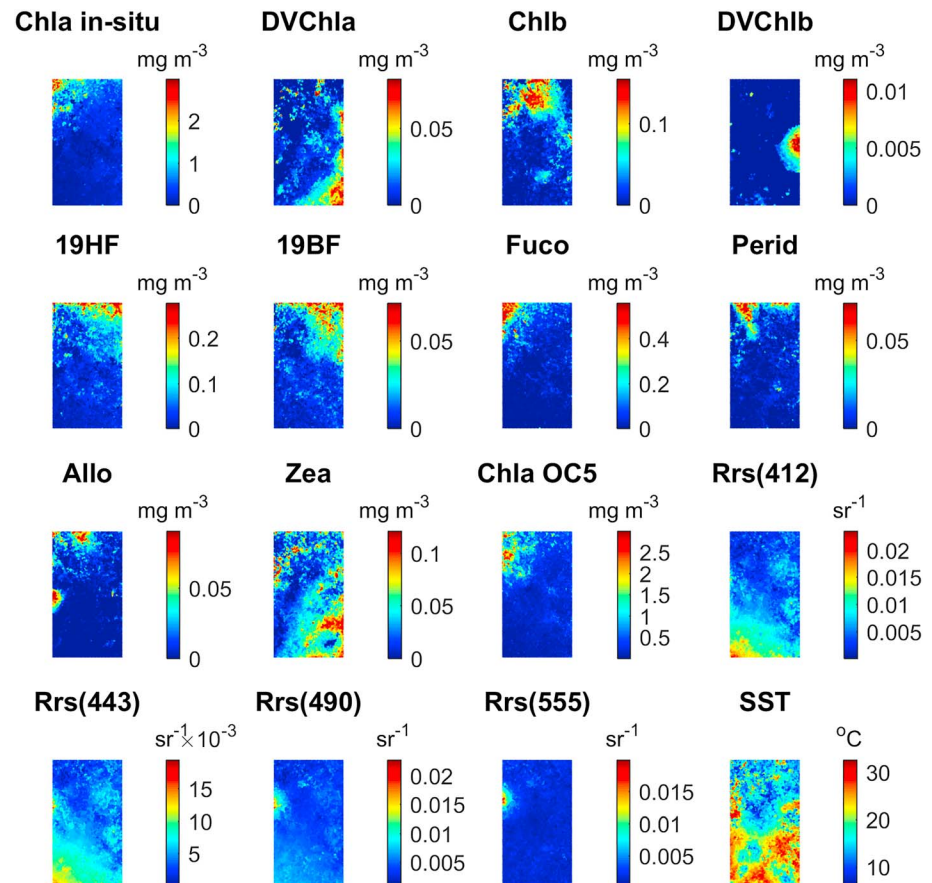 Chla in-situ DVChla Chlb DVChlb
mg m⁻³ mg m⁻³ mg m⁻³ mg m⁻³
2 0.05 0.1 0.01
1 0.005
0 0 0 0
19HF 19BF Fuco Perid
mg m⁻³ mg m⁻³ mg m⁻³ mg m⁻³
0.2 0.05 0.4 0.05
0.1 0.2
0 0 0 0
Allo Zea Chla OC5 Rrs(412)
mg m⁻³ mg m⁻³ mg m⁻³ sr⁻¹
0.05 0.1 2.5 0.02
0.05 2 0.015
1.5 0.01
1 0.005
0 0 0.5
Rrs(443) Rrs(490) Rrs(555) SST
sr⁻¹×10⁻³ sr⁻¹ sr⁻¹ °C
15 0.02 0.015 30
10 0.015 0.01 20
5 0.01 0.005 10
0.005